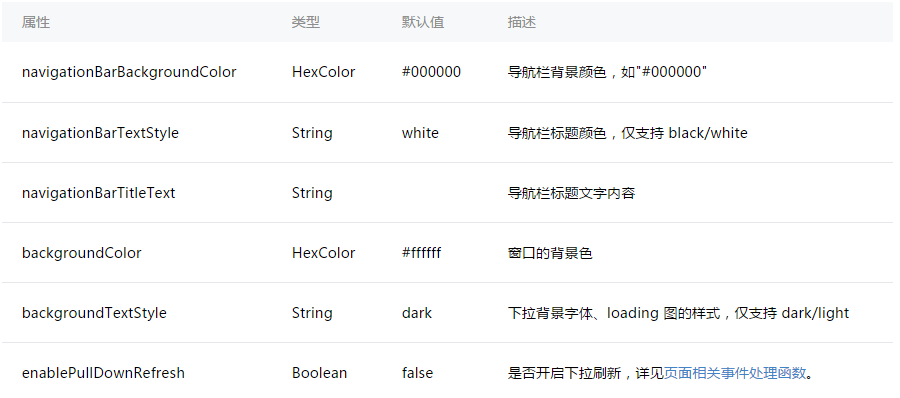 属性 类型 默认值 描述
navigationBarBackgroundColor HexColor #000000 导航栏背景颜色，如"#000000"
navigationBarTextStyle String white 导航栏标题颜色，仅支持 black/white
navigationBarTitleText String 导航栏标题文字内容
backgroundColor HexColor #ffffff 窗口的背景色
backgroundTextStyle String dark 下拉背景字体、loading 图的样式，仅支持 dark/light
enablePullDownRefresh Boolean false 是否开启下拉刷新，详见页面相关事件处理函数。